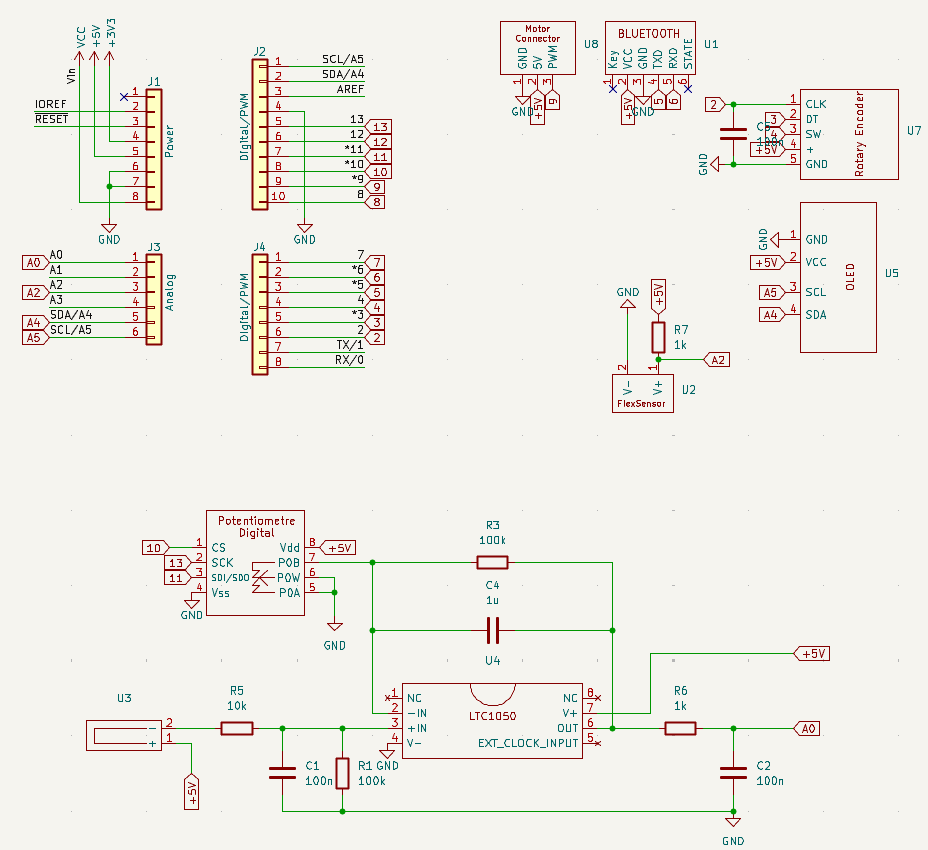 VCC
+5V
+3V3
Vin
IOREF
RESET
J1
Power
1
2
3
4
5
6
7
8
GND
J2
Digital/PWM
1
2
3
4
5
6
7
8
9
10
SCL/A5
SDA/A4
AREF
13 13
12 12
*11 11
*10 10
*9 9
8 8
GND
J3
Analog
A0 A0
A1
A2 A2
A3
A4 SDA/A4
A5 SCL/A5
1
2
3
4
5
6
J4
Digital/PWM
1
2
3
4
5
6
7
8
7 7
*6 6
*5 5
4 4
*3 3
2 2
TX/1
RX/0
Motor
Connector
U8
GND
5V
PWM
1
2
3
GND
+5V
9
BLUETOOTH
U1
Key
VCC
GND
TXD
RXD
STATE
1
2
3
4
5
6
+5V
GND
5
6
Rotary Encoder
U7
2 1 CLK
3 2 DT
4 3 SW
+5V 4 +
GND 5 GND
OLED
U5
GND 1 GND
+5V 2 VCC
A5 3 SCL
A4 4 SDA
GND
+5V
R7
1k
A2
2
1
V-
V+
U2
FlexSensor
Potentiometre
Digital
10 1 CS
13 2 SCK
11 3 SDI/SDO
4 Vss
GND
Vdd 8 +5V
P0B 7
P0W 6
P0A 5
GND
R3
100k
C4
1u
U4
LTC1050
1 NC
2 -IN
3 +IN
4 V-
GND
NC 8
V+ 7
OUT 6
EXT_CLOCK_INPUT 5
+5V
U3
- 2
+ 1
+5V
R5
10k
C1
100n
R1
100k
R6
1k
A0
C2
100n
GND